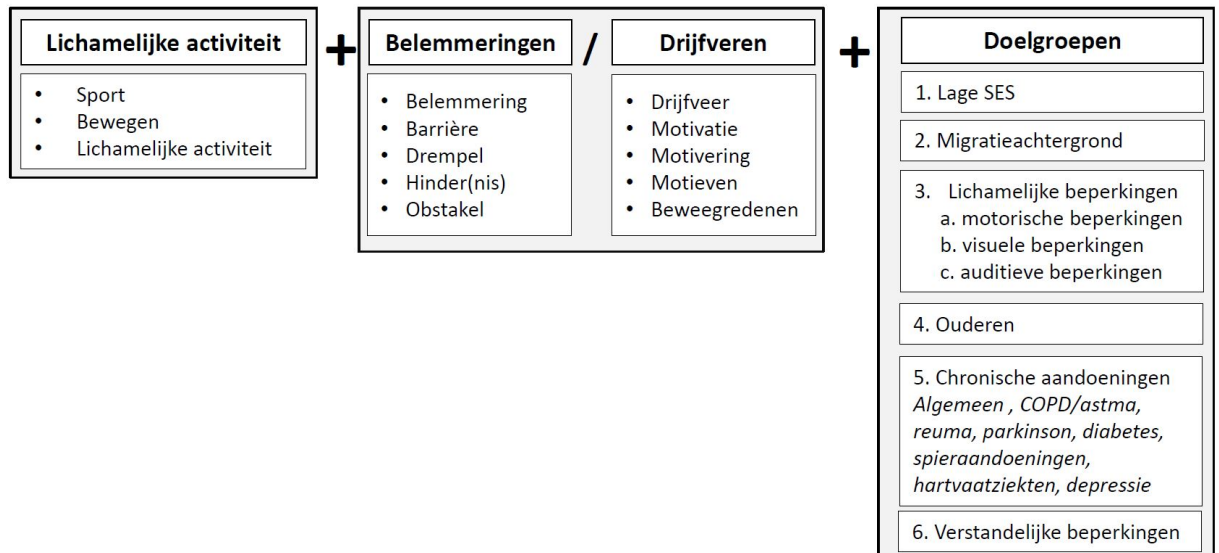 Lichamelijke activiteit
• Sport
• Bewegen
• Lichamelijke activiteit
+
Belemmeringen
• Belemmering
• Barrière
• Drempel
• Hinder(nis)
• Obstakel
/
Drijfveren
• Drijfveer
• Motivatie
• Motivering
• Motieven
• Beweegredenen
+
Doelgroepen
1. Lage SES
2. Migratieachtergrond
3. Lichamelijke beperkingen
a. motorische beperkingen
b. visuele beperkingen
c. auditieve beperkingen
4. Ouderen
5. Chronische aandoeningen
Algemeen , COPD/astma,
reuma, parkinson, diabetes,
spieraandoeningen,
hartvaatziekten, depressie
6. Verstandelijke beperkingen